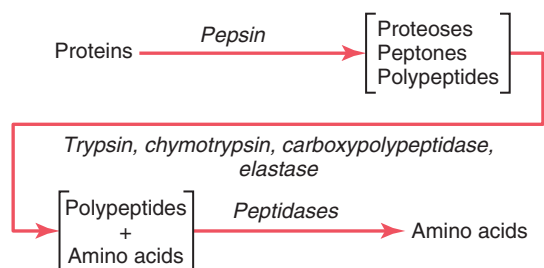 Proteins
Pepsin
Proteoses
Peptones
Polypeptides
Trypsin, chymotrypsin, carboxypolypeptidase,
elastase
Polypeptides
+
Amino acids
Peptidases
Amino acids